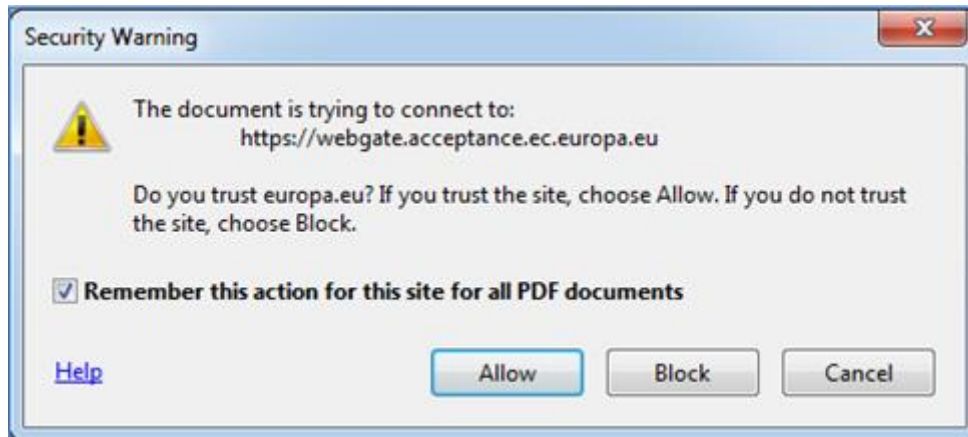 Security Warning
The document is trying to connect to:
https://webgate.acceptance.ec.europa.eu
Do you trust europa.eu? If you trust the site, choose Allow. If you do not trust
the site, choose Block.
Remember this action for this site for all PDF documents
Help
Allow
Block
Cancel